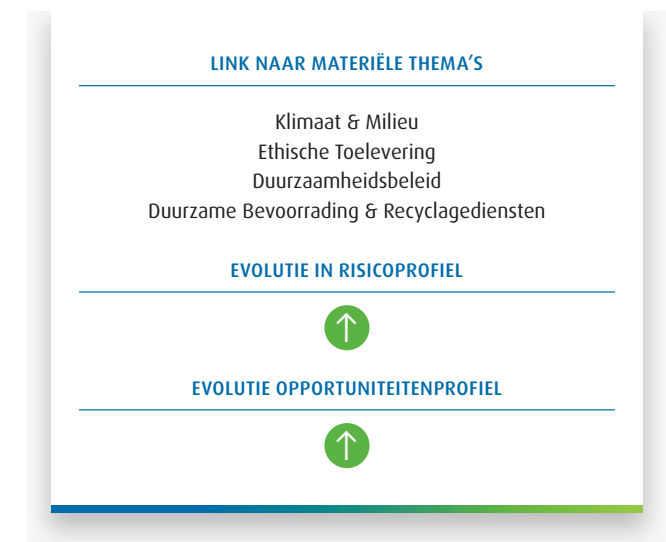 LINK NAAR MATERIËLE THEMA'S
Klimaat & Milieu
Ethische Toelevering
Duurzaamheidsbeleid
Duurzame Bevoorrading & Recyclagediensten
EVOLUTIE IN RISICOPROFIEL
EVOLUTIE OPPORTUNITEITENPROFIEL